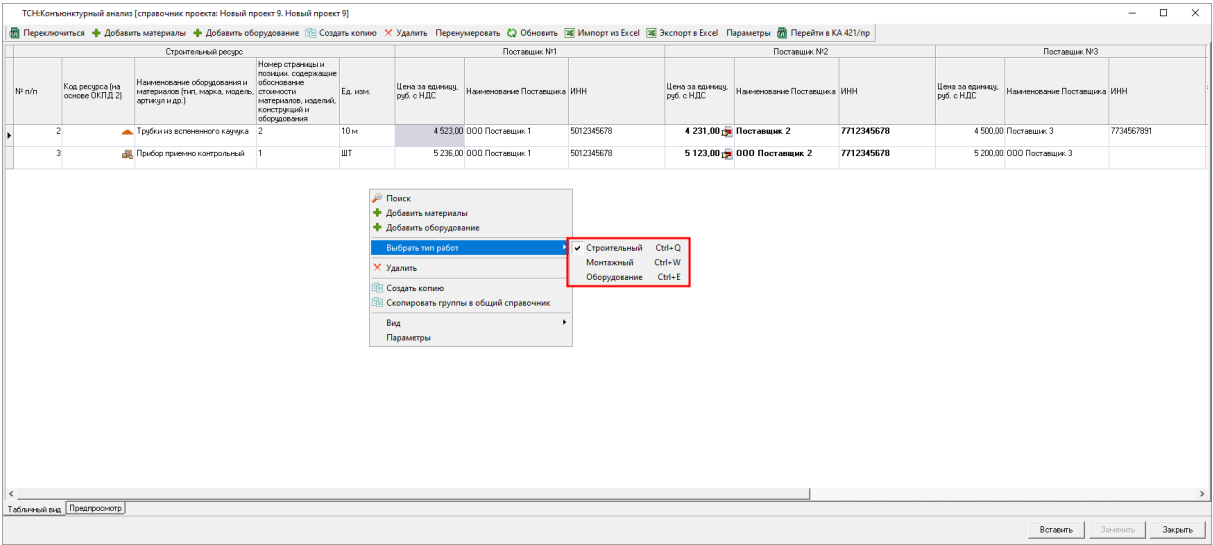 ТСН:Конъюнктурный анализ [справочник проекта: Новый проект 9. Новый проект 9]
Переключиться Добавить материалы Добавить оборудование Создать копию Удалить Перенумеровать Обновить Импорт из Excel Экспорт в Excel Параметры Перейти в КА 421/пр
Строительный ресурс Поставщик №1 Поставщик №2 Поставщик №3
№ п/п
Код ресурса (на
основе ОКПД 2)
Наименование оборудования и
материалов (тип, марка, модель,
артикул и др.)
Номер страницы и
позиции. содержащие
обоснование
стоимости
материалов, изделий,
конструкций и
оборудования
Ед. изм.
Цена за единицу,
руб. с НДС
Наименование Поставщика
ИНН
Цена за единицу,
руб. с НДС
Наименование Поставщика
ИНН
Цена за единицу,
руб. с НДС
Наименование Поставщика
ИНН
2 Трубки из вспененного каучука 2 10 м 4 523,00 ООО Поставщик 1 5012345678 4 231,00 Поставщик 2 7712345678 4 500,00 Поставщик 3 7734567891
3 Прибор приемно контрольный 1 ШТ 5 236,00 ООО Поставщик 1 5012345678 5 123,00 ООО Поставщик 2 7712345678 5 200,00 ООО Поставщик 3
Поиск
Добавить материалы
Добавить оборудование
Выбрать тип работ
Строительный Ctrl+Q
Монтажный Ctrl+W
Оборудование Ctrl+E
Удалить
Создать копию
Скопировать группы в общий справочник
Вид
Параметры
Табличный вид Предпросмотр
Вставить Заменить Закрыть